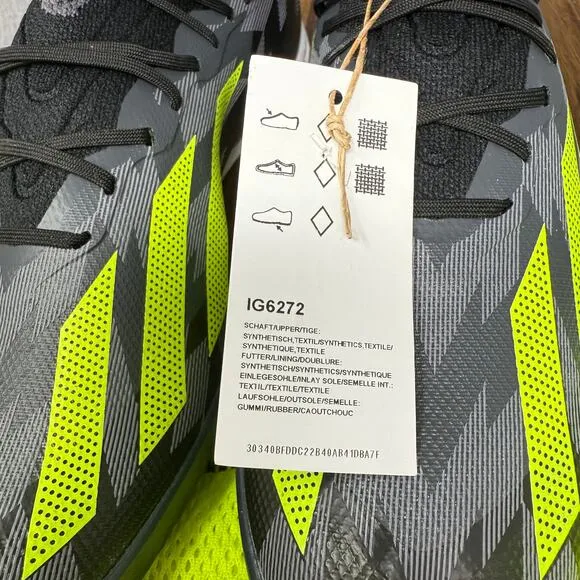 IG6272
SCHAFT/UPPER/TIGE:
SYNTHETISCH,TEXTIL/SYNTHETICS,TEXTILE/
SYNTHETIQUE,TEXTILE
FUTTER/LINING/DOUBLURE:
SYNTHETISCH/SYNTHETICS/SYNTHETIQUE
EINLEGESOHLE/INLAY SOLE/SEMELLE INT.:
TEXTIL/TEXTILE/TEXTILE
LAUFSOHLE/OUTSOLE/SEMELLE:
GUMMI/RUBBER/CAOUTCHOUC
30340BFDDC22B40AB41DBA7F